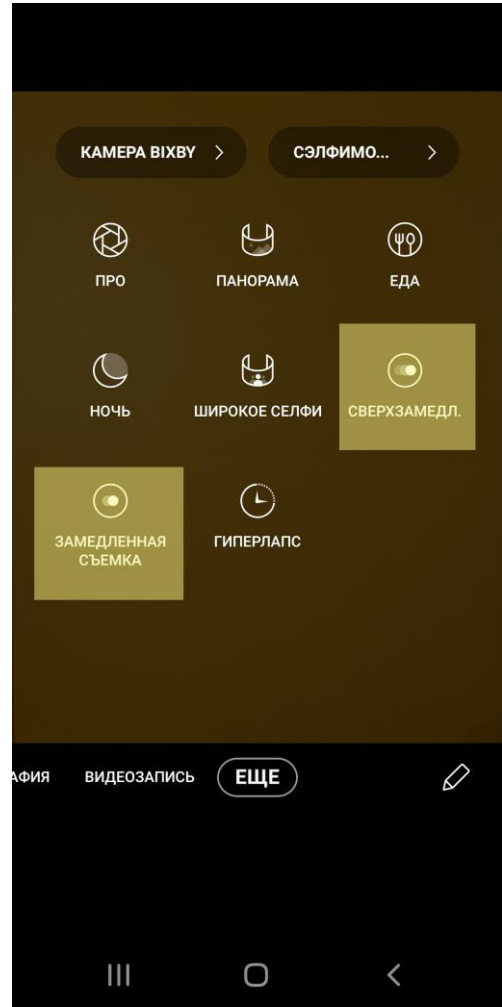 КАМЕРА BIXBY
СЭЛФИМО...
ПРО
ПАНОРАМА
ЕДА
НОЧЬ
ШИРОКОЕ СЕЛФИ
СВЕРХЗАМЕДЛ.
ЗАМЕДЛЕННАЯ
СЪЕМКА
ГИПЕРЛАПС
АФИЯ
ВИДЕОЗАПИСЬ
ЕЩЕ